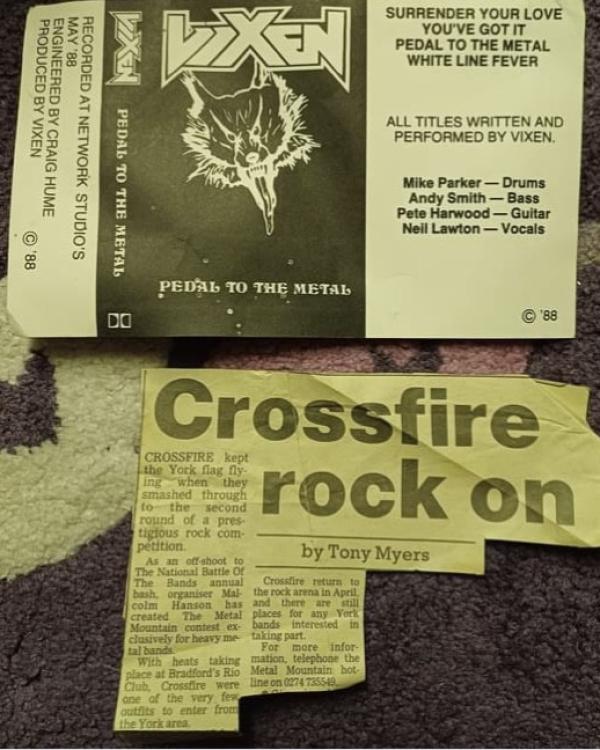 RECORDED AT NETWORK STUDIO'S
MAY '88
ENGINEERED BY CRAIG HUME
PRODUCED BY VIXEN
© '88
VIXEN
PEDAL TO THE METAL
VIXEN
PEDAL TO THE METAL
SURRENDER YOUR LOVE
YOU'VE GOT IT
PEDAL TO THE METAL
WHITE LINE FEVER
ALL TITLES WRITTEN AND
PERFORMED BY VIXEN.
Mike Parker — Drums
Andy Smith — Bass
Pete Harwood — Guitar
Neil Lawton — Vocals
© '88
Crossfire
rock on
by Tony Myers
CROSSFIRE kept
the York flag fly-
ing when they
smashed through
to the second
round of a pres-
tigious rock com-
petition.
As an off-shoot to
The National Battle Of
The Bands annual
bash, organiser Mal-
colm Hanson has
created The Metal
Mountain contest ex-
clusively for heavy me-
tal bands.
With heats taking
place at Bradford's Rio
Club, Crossfire were
one of the very few
outfits to enter from
the York area.
Crossfire return to
the rock arena in April,
and there are still
places for any York
bands interested in
taking part.
For more infor-
mation, telephone the
Metal Mountain hot-
line on 0274 735549.